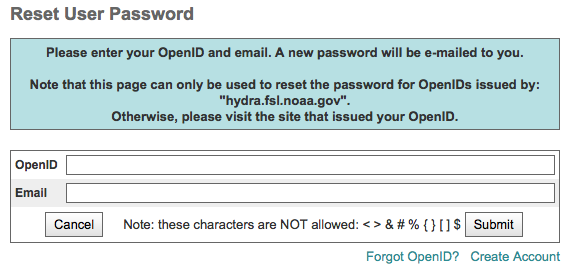 Reset User Password
Please enter your OpenID and email. A new password will be e-mailed to you.
Note that this page can only be used to reset the password for OpenIDs issued by:
"hydra.fsl.noaa.gov".
Otherwise, please visit the site that issued your OpenID.
OpenID
Email
Cancel Note: these characters are NOT allowed: < > & # % { } [ ] $ Submit
Forgot OpenID? Create Account